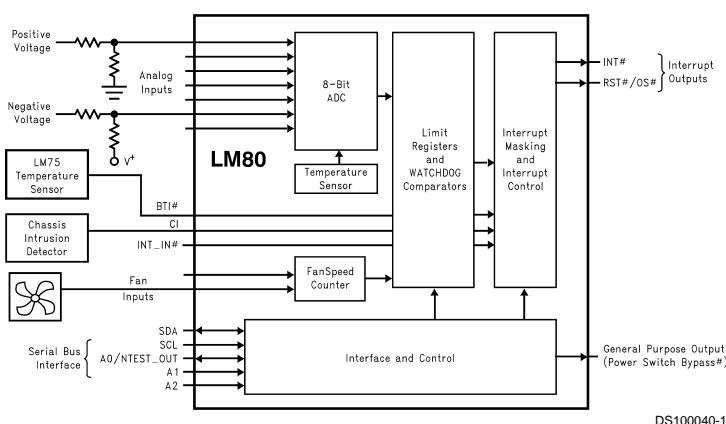 Positive
Voltage
Analog
Inputs
Negative
Voltage
V+
LM80
8-Bit
ADC
Temperature
Sensor
Limit
Registers
and
WATCHDOG
Comparators
Interrupt
Masking
and
Interrupt
Control
INT#
RST#/OS#
Interrupt
Outputs
LM75
Temperature
Sensor
BTI#
Chassis
Intrusion
Detector
CI
INT_IN#
Fan
Inputs
FanSpeed
Counter
Serial Bus
Interface
SDA
SCL
A0/NTEST_OUT
A1
A2
Interface and Control
General Purpose Output
(Power Switch Bypass#)
DS100040-1